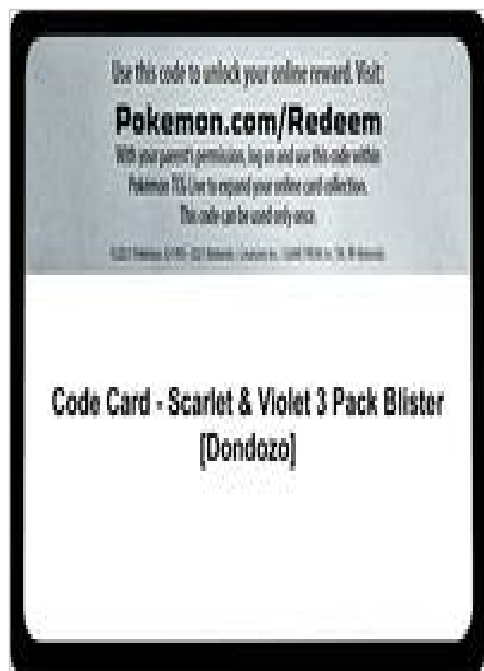 Use this code to unlock your online reward. Visit:
Pokemon.com/Redeem
With your parent's permission, log on and use this code within
Pokémon TCG Live to expand your online card collection.
This code can be used only once.
Code Card - Scarlet & Violet 3 Pack Blister
[Dondozo]